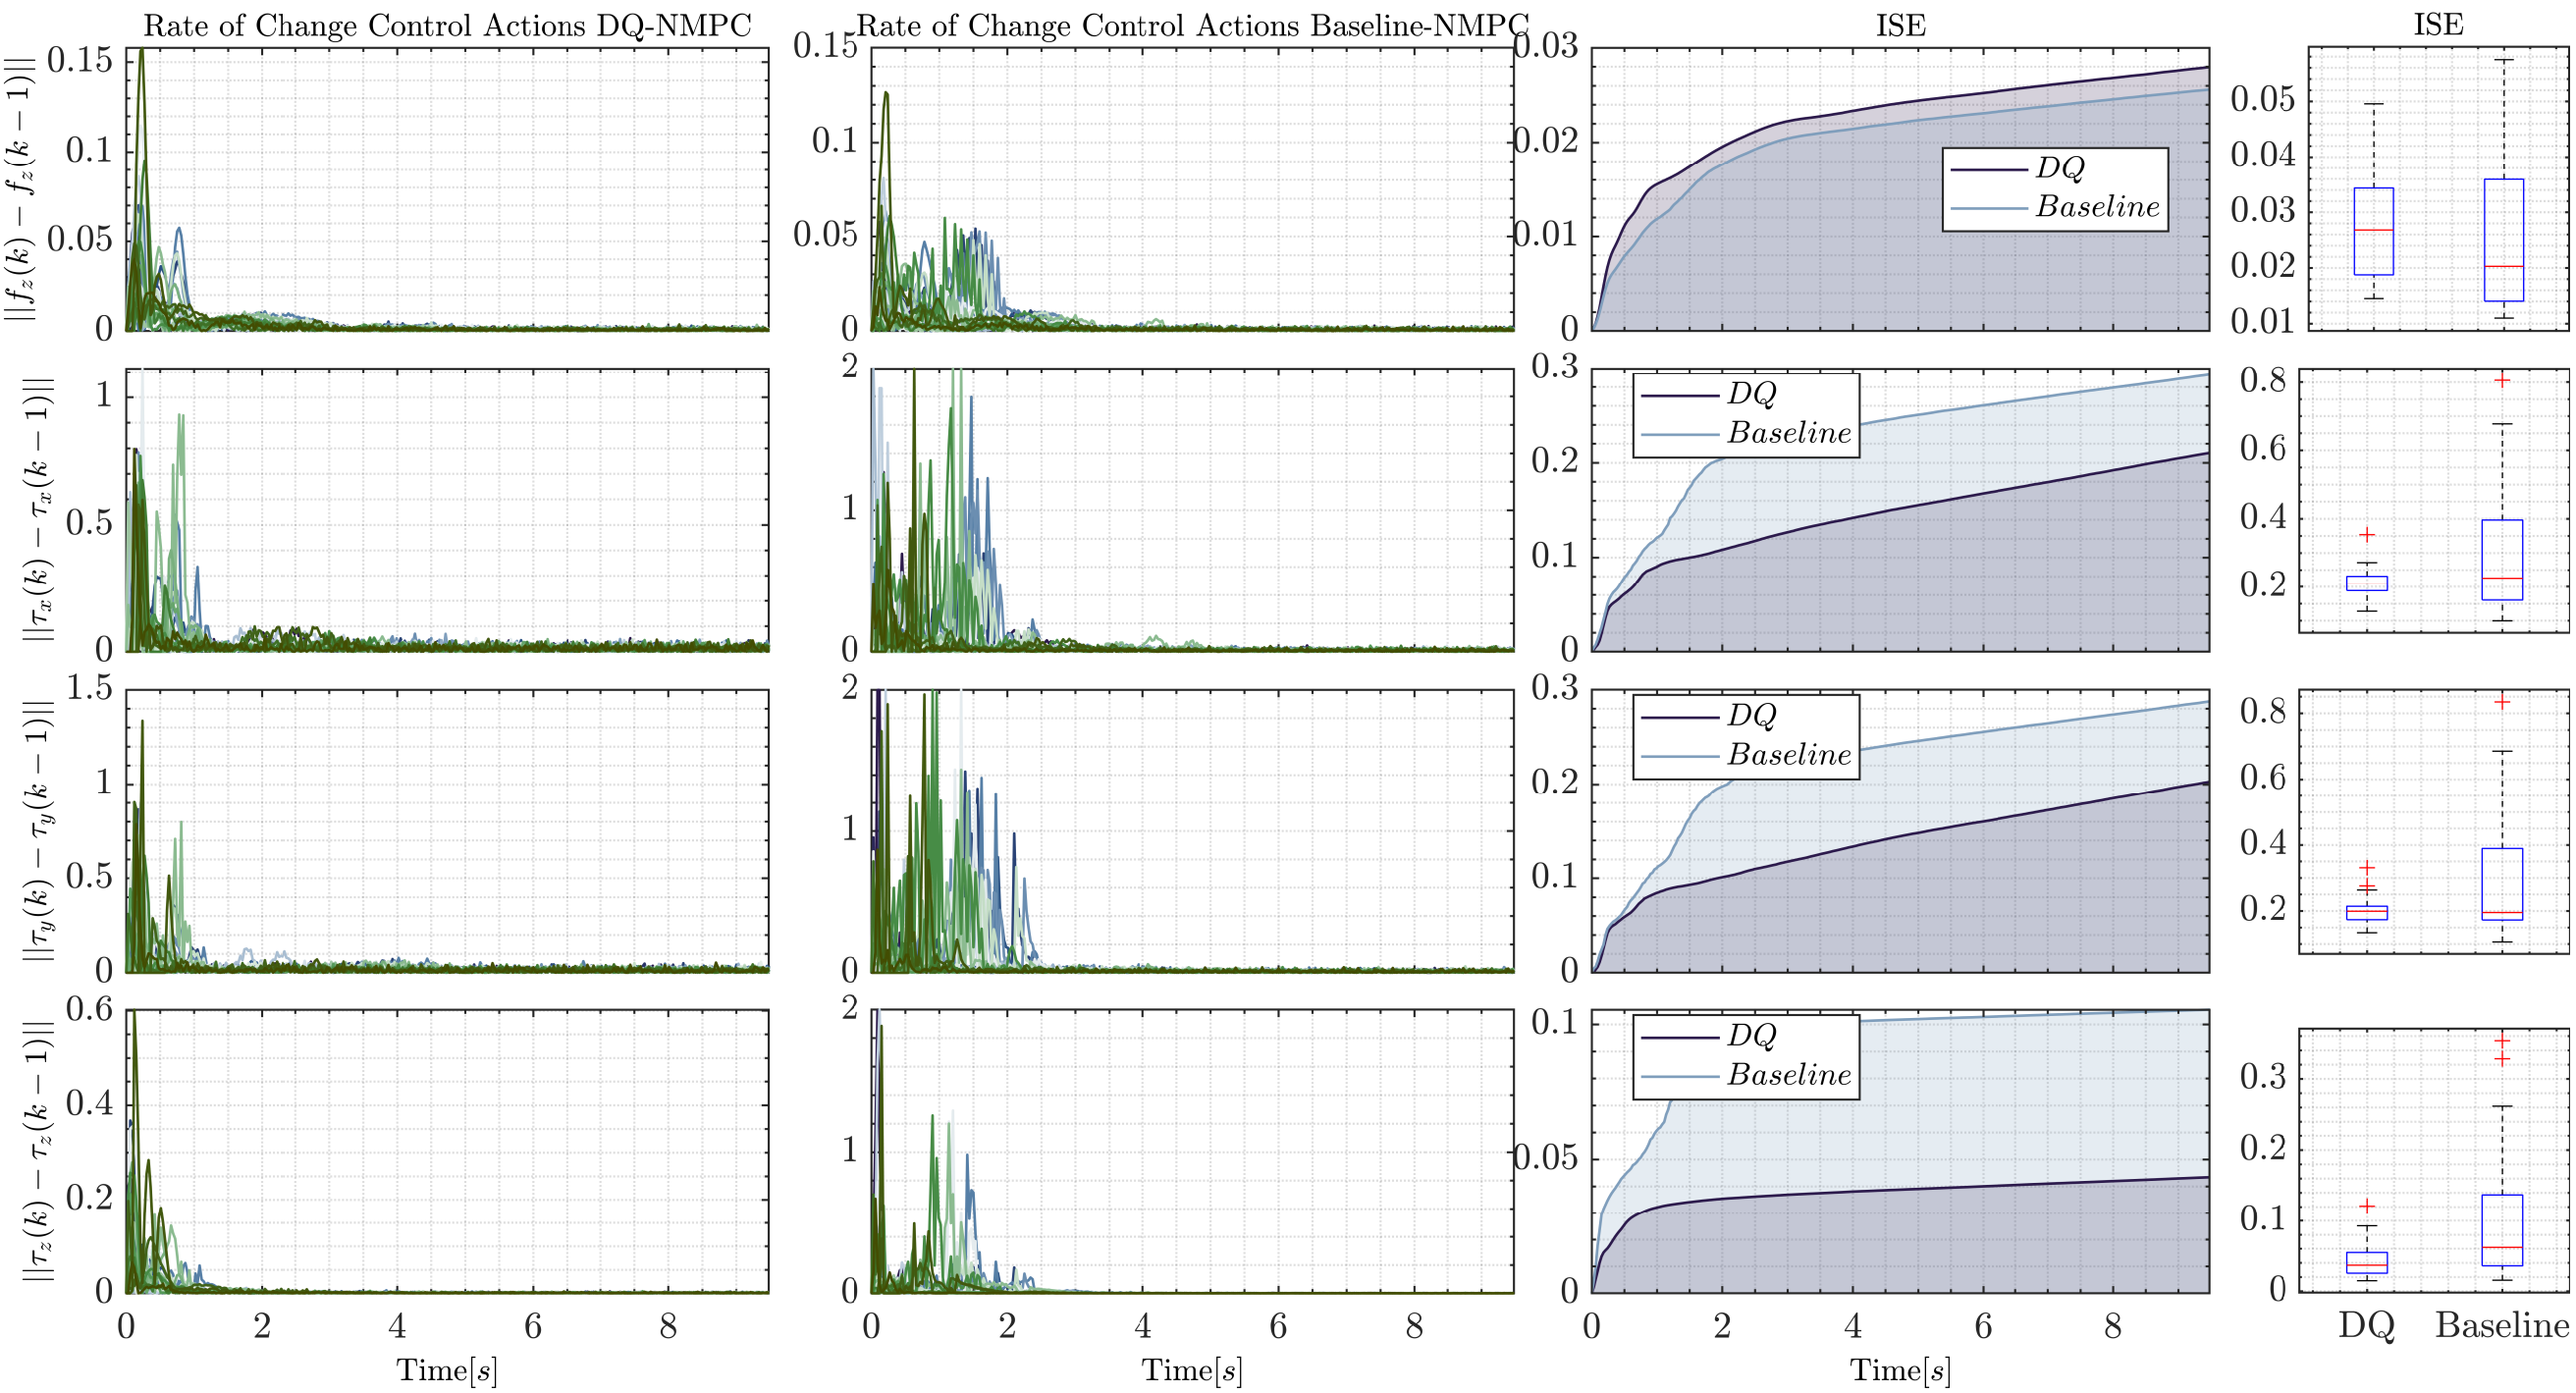 Rate of Change Control Actions DQ-NMPC
Rate of Change Control Actions Baseline-NMPC
ISE
ISE
||f_z(k) − f_z(k − 1)||
0.15
0.1
0.05
0
0.15
0.1
0.05
0
0.03
0.02
0.01
0
DQ
Baseline
0.05
0.04
0.03
0.02
0.01
||τ_x(k) − τ_x(k − 1)||
1
0.5
0
2
1
0
0.3
0.2
0.1
0
DQ
Baseline
0.8
0.6
0.4
0.2
||τ_y(k) − τ_y(k − 1)||
1.5
1
0.5
0
2
1
0
0.3
0.2
0.1
0
DQ
Baseline
0.8
0.6
0.4
0.2
||τ_z(k) − τ_z(k − 1)||
0.6
0.4
0.2
0
2
1
0
0.1
0.05
0
DQ
Baseline
0.3
0.2
0.1
0
0 2 4 6 8
Time[s]
0 2 4 6 8
Time[s]
0 2 4 6 8
Time[s]
DQ Baseline